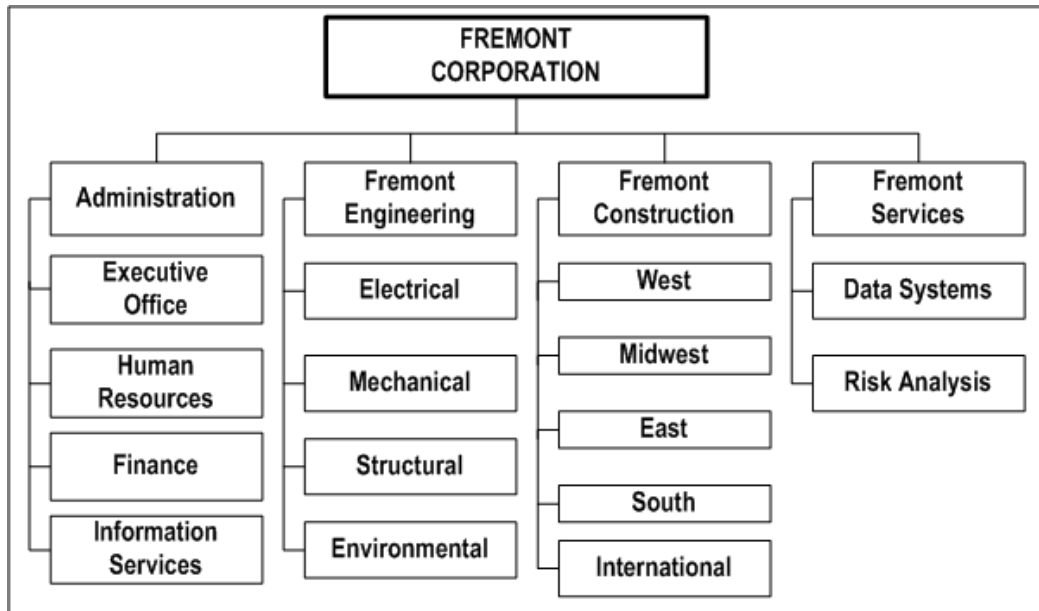 FREMONT
CORPORATION
Administration
Executive
Office
Human
Resources
Finance
Information
Services
Fremont
Engineering
Electrical
Mechanical
Structural
Environmental
Fremont
Construction
West
Midwest
East
South
International
Fremont
Services
Data Systems
Risk Analysis